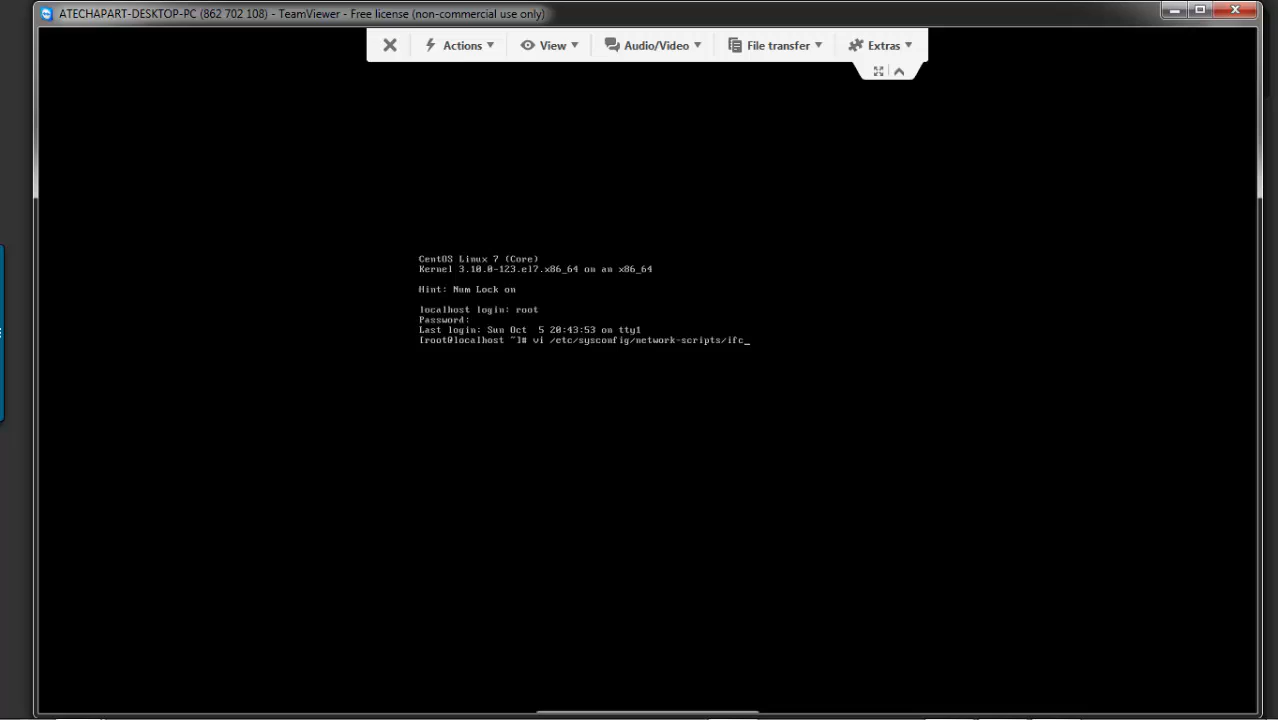 ATECHAPART-DESKTOP-PC (862 702 108) - TeamViewer - Free license (non-commercial use only)
Actions View Audio/Video File transfer Extras
CentOS Linux 7 (Core)
Kernel 3.10.0-123.el7.x86_64 on an x86_64
Hint: Num Lock on
localhost login: root
Password:
Last login: Sun Oct  5 20:43:53 on tty1
[root@localhost ~]# vi /etc/sysconfig/network-scripts/ifc_